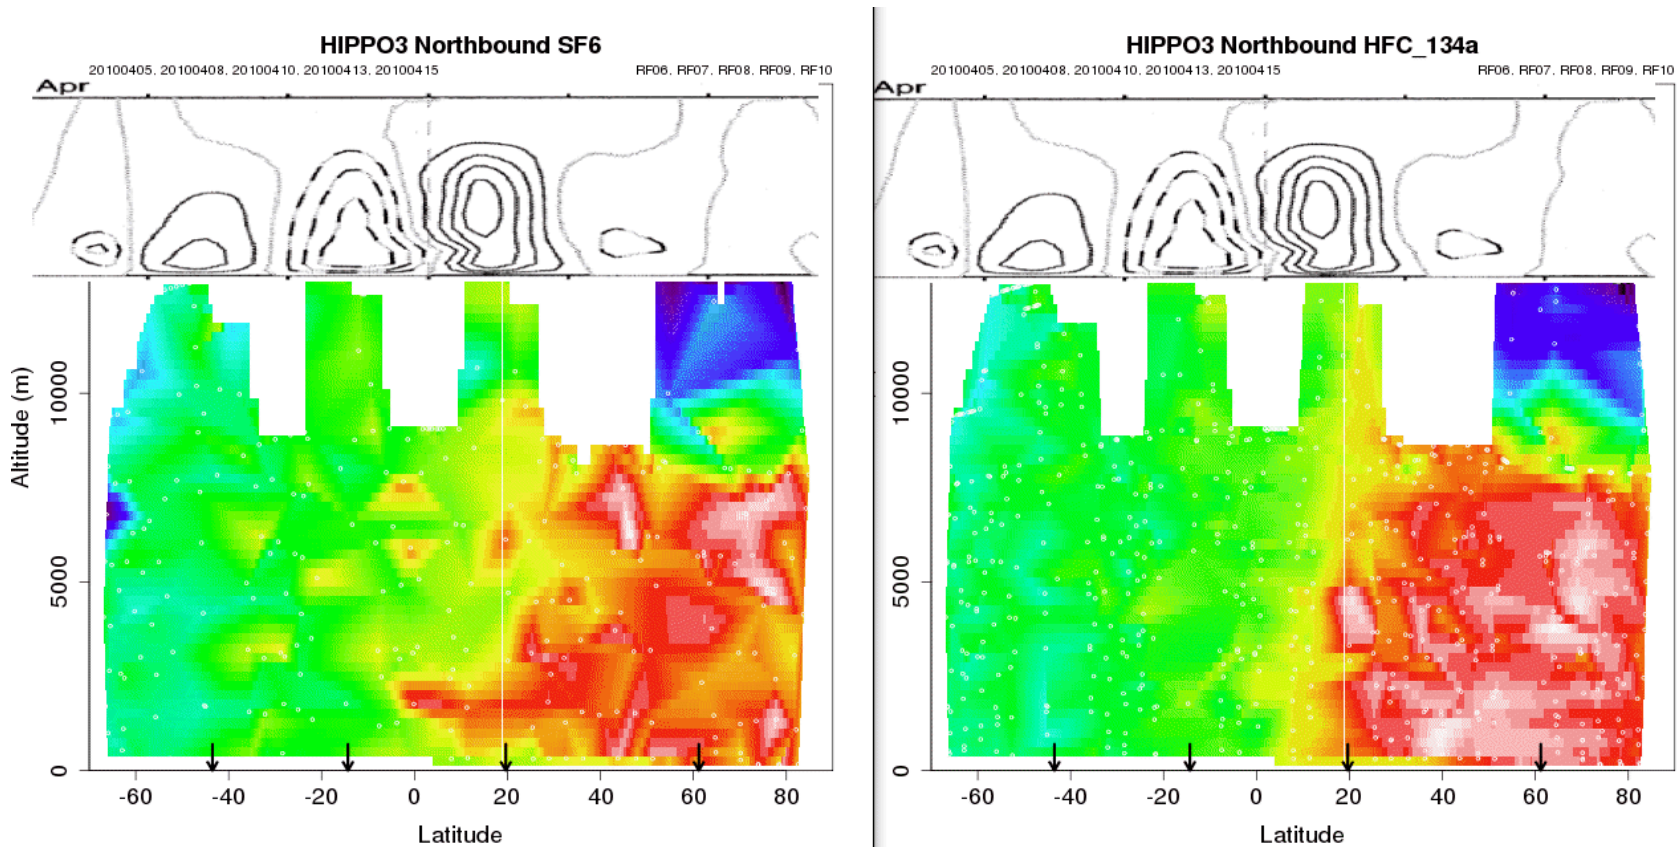 HIPPO3 Northbound SF6
20100405. 20100408. 20100410. 20100413. 20100415 RF06. RF07. RF08. RF09. RF10
Apr
Altitude (m)
10000
5000
0
-60 -40 -20 0 20 40 60 80
Latitude
HIPPO3 Northbound HFC_134a
20100405. 20100408. 20100410. 20100413. 20100415 RF06. RF07. RF08. RF09. RF10
Apr
10000
5000
0
-60 -40 -20 0 20 40 60 80
Latitude